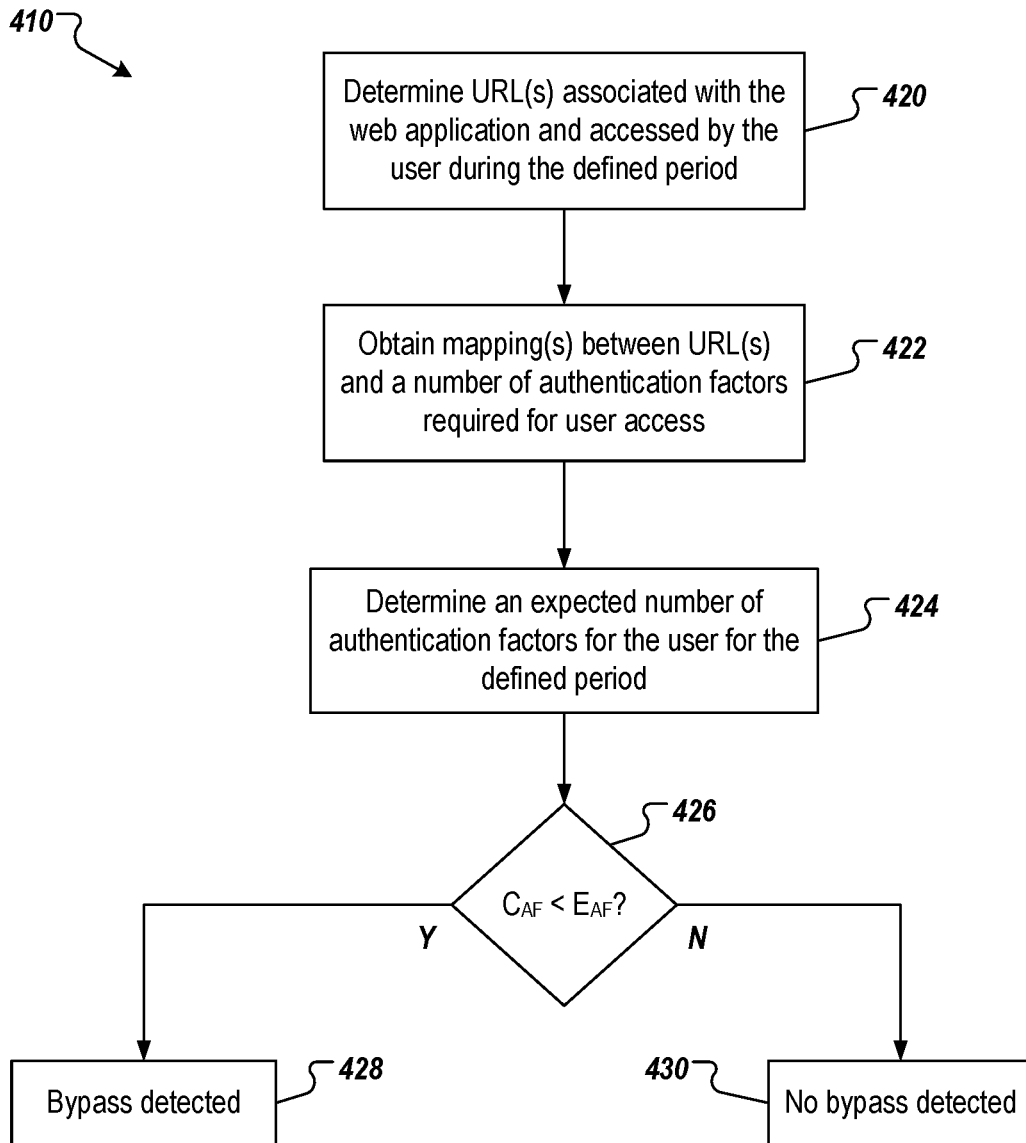 410
Determine URL(s) associated with the
web application and accessed by the
user during the defined period
420
Obtain mapping(s) between URL(s)
and a number of authentication factors
required for user access
422
Determine an expected number of
authentication factors for the user for the
defined period
424
426
C_AF < E_AF?
Y
N
428
Bypass detected
430
No bypass detected